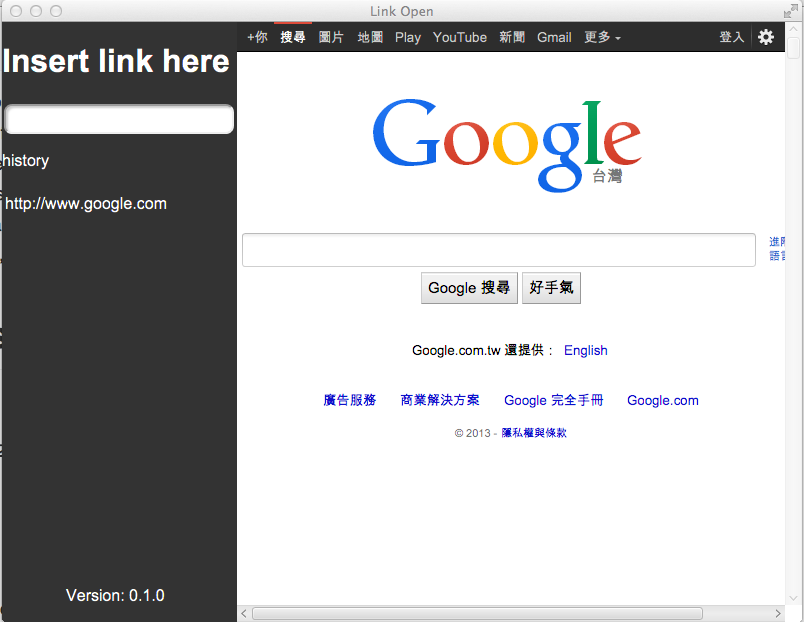 Link Open
Insert link here
history
http://www.google.com
Version: 0.1.0
+你 搜尋 圖片 地圖 Play YouTube 新聞 Gmail 更多 登入
Google
台灣
進階
語言
Google 搜尋 好手氣
Google.com.tw 還提供： English
廣告服務 商業解決方案 Google 完全手冊 Google.com
© 2013 - 隱私權與條款